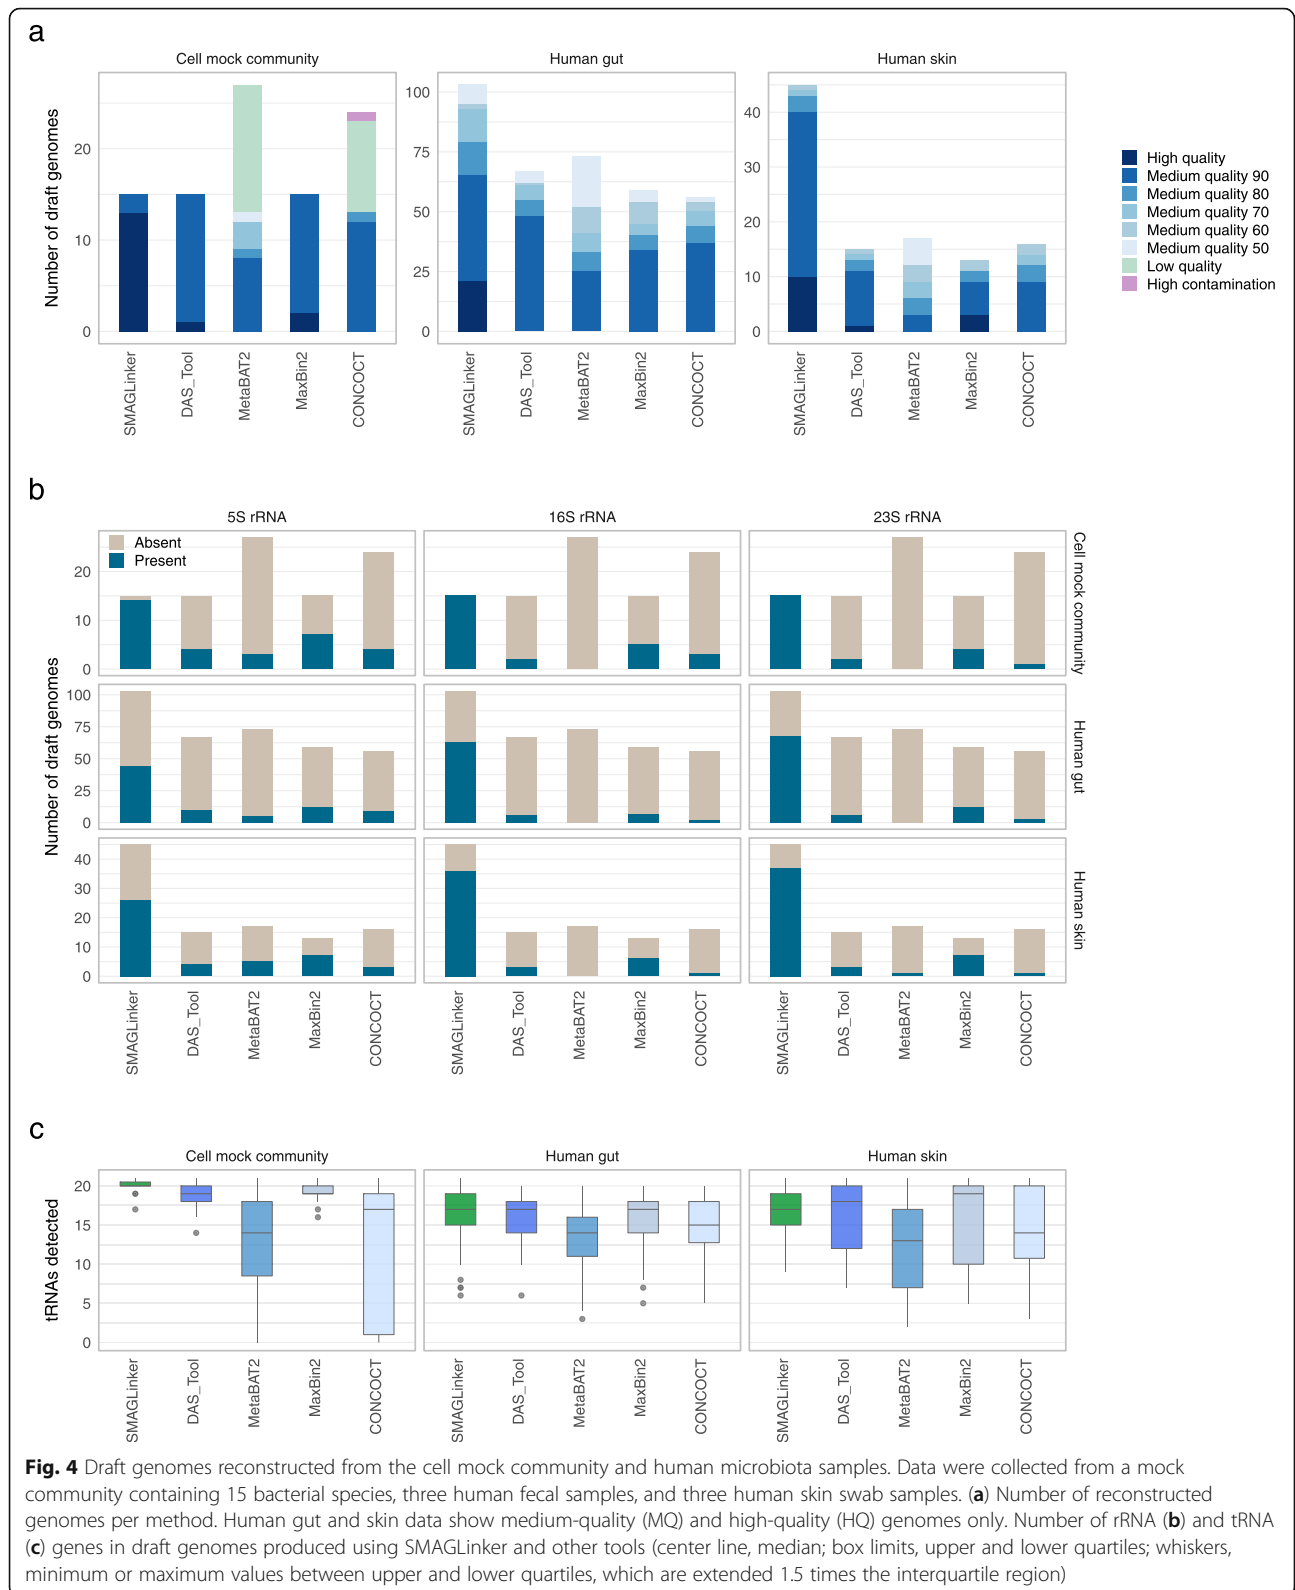 a
Cell mock community
Human gut
Human skin
Number of draft genomes
20
10
0
100
75
50
25
0
40
30
20
10
0
SMAGLinker
DAS_Tool
MetaBAT2
MaxBin2
CONCOCT
SMAGLinker
DAS_Tool
MetaBAT2
MaxBin2
CONCOCT
SMAGLinker
DAS_Tool
MetaBAT2
MaxBin2
CONCOCT
High quality
Medium quality 90
Medium quality 80
Medium quality 70
Medium quality 60
Medium quality 50
Low quality
High contamination
b
5S rRNA
16S rRNA
23S rRNA
Absent
Present
Number of draft genomes
20
10
0
Cell mock community
100
75
50
25
0
Human gut
40
30
20
10
0
Human skin
SMAGLinker
DAS_Tool
MetaBAT2
MaxBin2
CONCOCT
SMAGLinker
DAS_Tool
MetaBAT2
MaxBin2
CONCOCT
SMAGLinker
DAS_Tool
MetaBAT2
MaxBin2
CONCOCT
c
Cell mock community
Human gut
Human skin
tRNAs detected
20
15
10
5
0
SMAGLinker
DAS_Tool
MetaBAT2
MaxBin2
CONCOCT
SMAGLinker
DAS_Tool
MetaBAT2
MaxBin2
CONCOCT
SMAGLinker
DAS_Tool
MetaBAT2
MaxBin2
CONCOCT
Fig. 4 Draft genomes reconstructed from the cell mock community and human microbiota samples. Data were collected from a mock
community containing 15 bacterial species, three human fecal samples, and three human skin swab samples. (a) Number of reconstructed
genomes per method. Human gut and skin data show medium-quality (MQ) and high-quality (HQ) genomes only. Number of rRNA (b) and tRNA
(c) genes in draft genomes produced using SMAGLinker and other tools (center line, median; box limits, upper and lower quartiles; whiskers,
minimum or maximum values between upper and lower quartiles, which are extended 1.5 times the interquartile region)